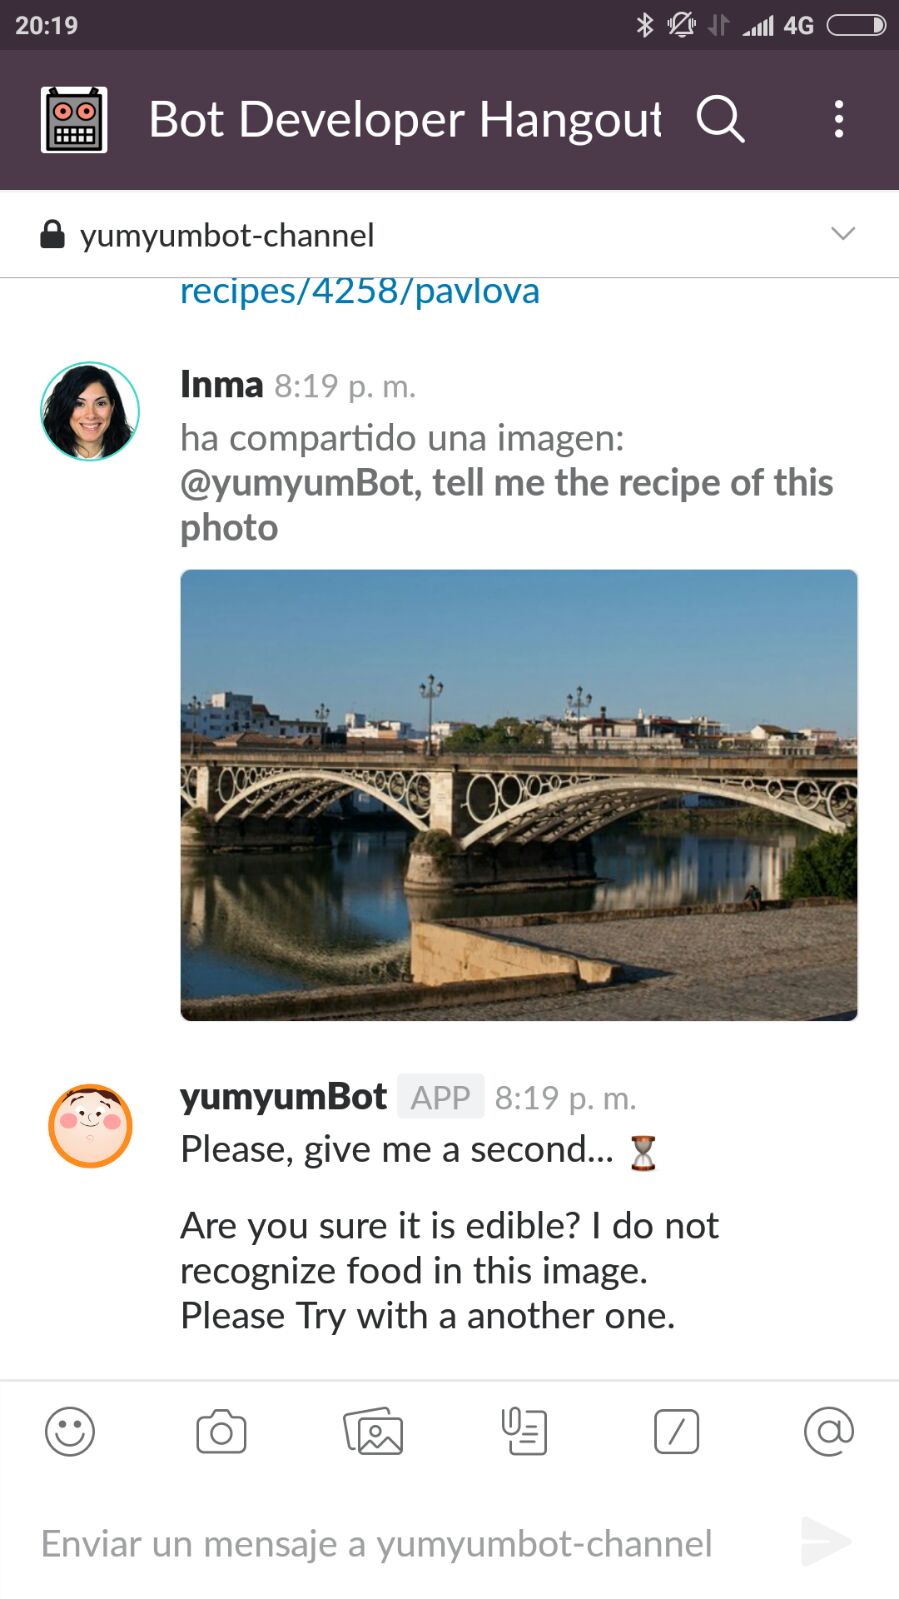 20:19
4G
Bot Developer Hangout
yumyumbot-channel
recipes/4258/pavlova
Inma 8:19 p. m.
ha compartido una imagen:
@yumyumBot, tell me the recipe of this
photo
yumyumBot APP 8:19 p. m.
Please, give me a second...
Are you sure it is edible? I do not
recognize food in this image.
Please Try with a another one.
Enviar un mensaje a yumyumbot-channel